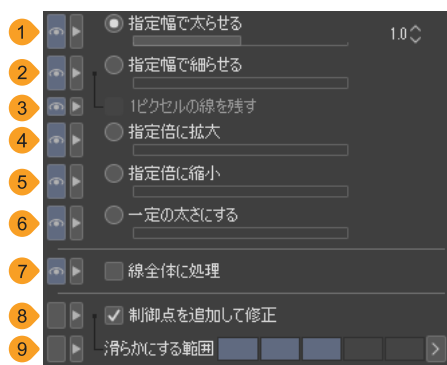 1 指定幅で太らせる 1.0
2 指定幅で細らせる
3 1ピクセルの線を残す
4 指定倍に拡大
5 指定倍に縮小
6 一定の太さにする
7 線全体に処理
8 制御点を追加して修正
9 滑らかにする範囲